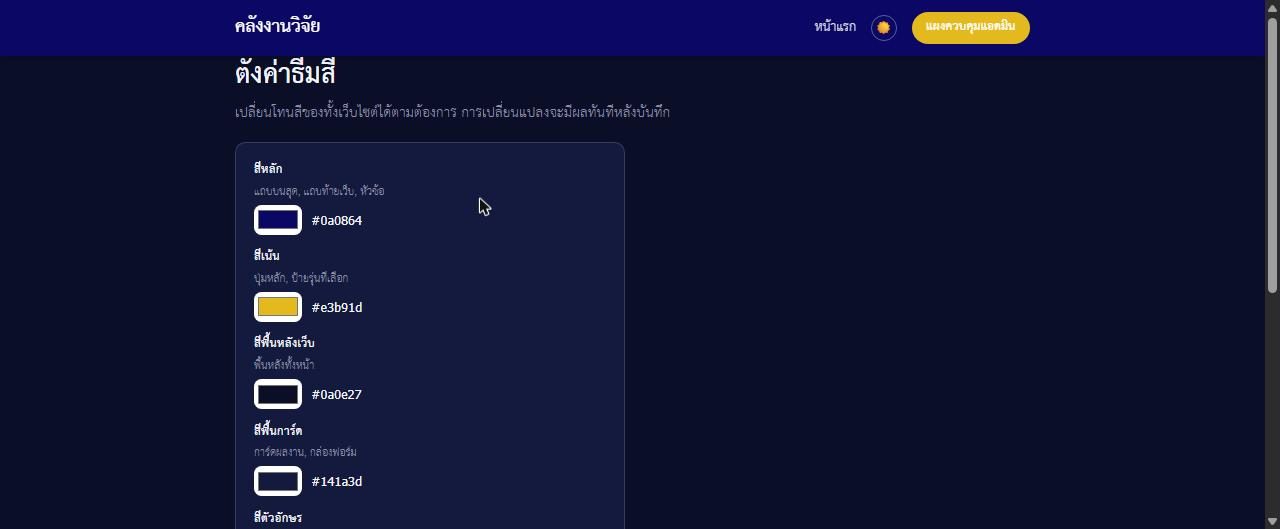 คลังงานวิจัย
หน้าแรก
แผงควบคุมแอดมิน
ตั้งค่าธีมสี
เปลี่ยนโทนสีของทั้งเว็บไซต์ได้ตามต้องการ การเปลี่ยนแปลงจะมีผลทันทีหลังบันทึก
สีหลัก
แถบบนสุด, แถบท้ายเว็บ, หัวข้อ
#0a0864
สีเน้น
ปุ่มหลัก, ป้ายรุ่นที่เลือก
#e3b91d
สีพื้นหลังเว็บ
พื้นหลังทั้งหน้า
#0a0e27
สีพื้นการ์ด
การ์ดผลงาน, กล่องฟอร์ม
#141a3d
สีตัวอักษร